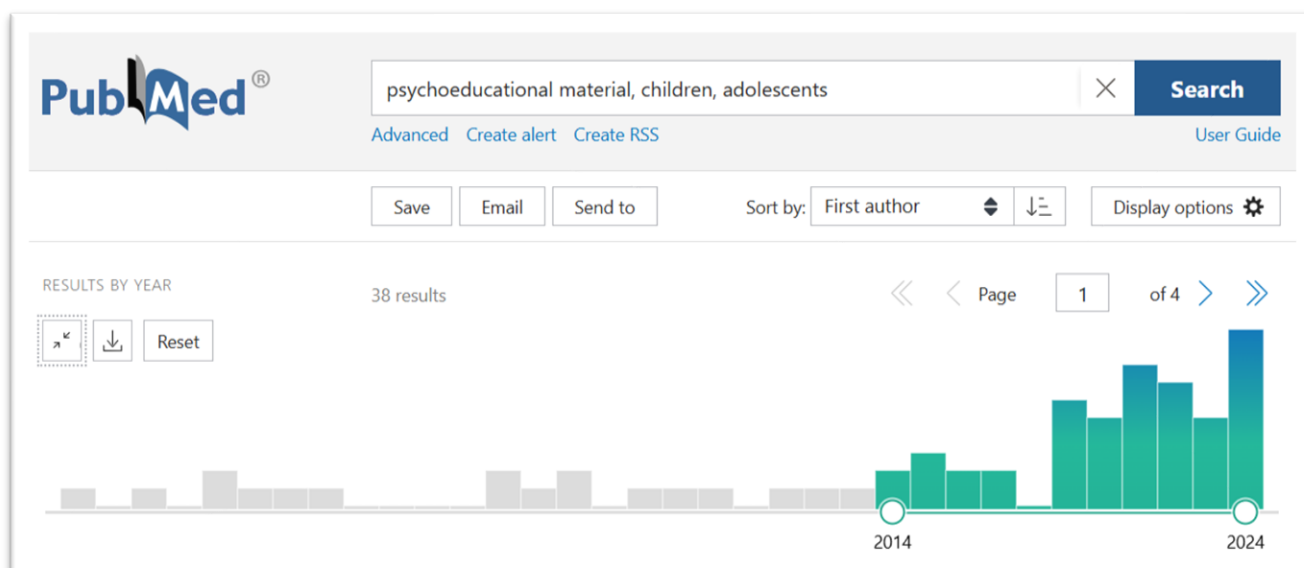 PubMed®
psychoeducational material, children, adolescents
Search
Advanced Create alert Create RSS
User Guide
Save Email Send to
Sort by: First author
Display options
RESULTS BY YEAR
38 results
Page 1 of 4
Reset
2014 2024